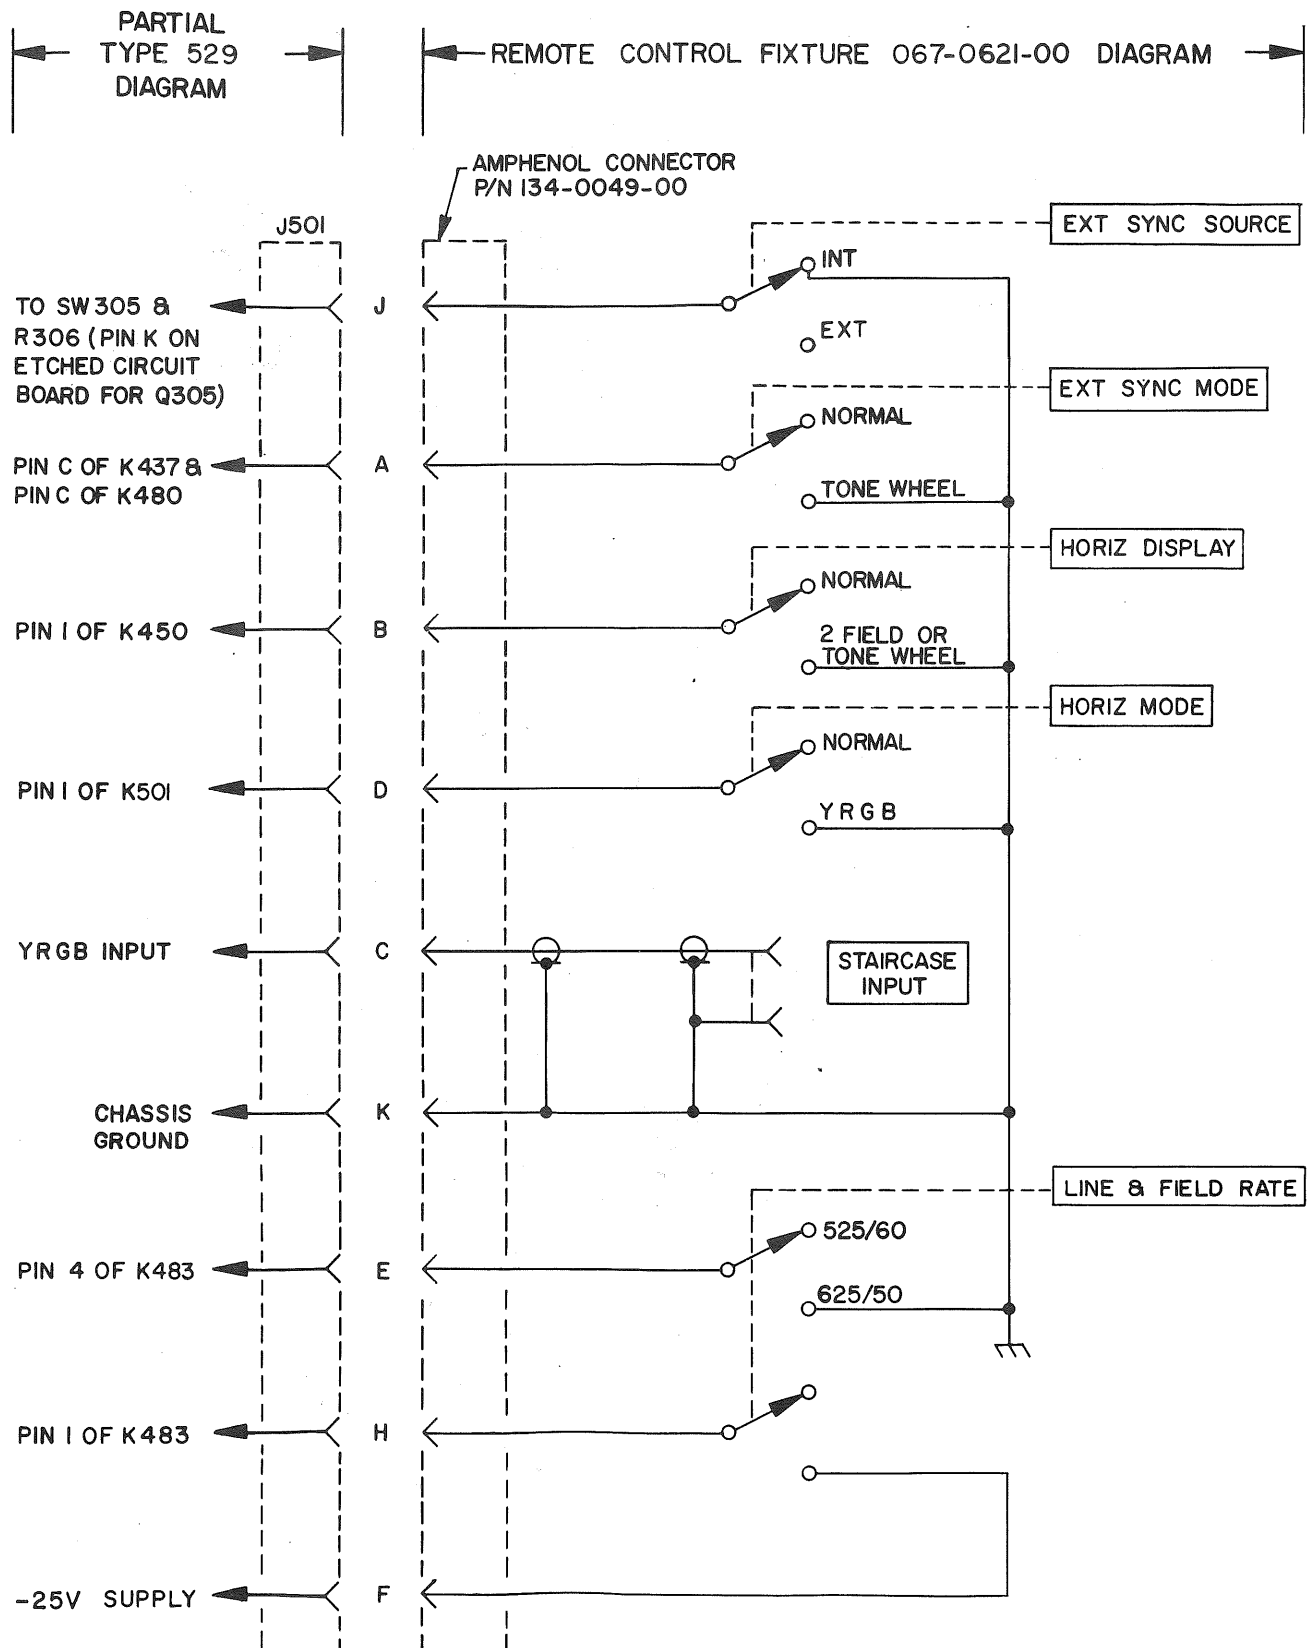 PARTIAL
TYPE 529
DIAGRAM
REMOTE CONTROL FIXTURE 067-0621-00 DIAGRAM
AMPHENOL CONNECTOR
P/N 134-0049-00
J501
EXT SYNC SOURCE
INT
TO SW305 &
R306 (PIN K ON
ETCHED CIRCUIT
BOARD FOR Q305)
J
EXT
EXT SYNC MODE
NORMAL
PIN C OF K437 &
PIN C OF K480
A
TONE WHEEL
HORIZ DISPLAY
NORMAL
PIN 1 OF K450
B
2 FIELD OR
TONE WHEEL
HORIZ MODE
NORMAL
PIN 1 OF K501
D
YRGB
YRGB INPUT
C
STAIRCASE
INPUT
CHASSIS
GROUND
K
LINE & FIELD RATE
525/60
PIN 4 OF K483
E
625/50
PIN 1 OF K483
H
-25V SUPPLY
F